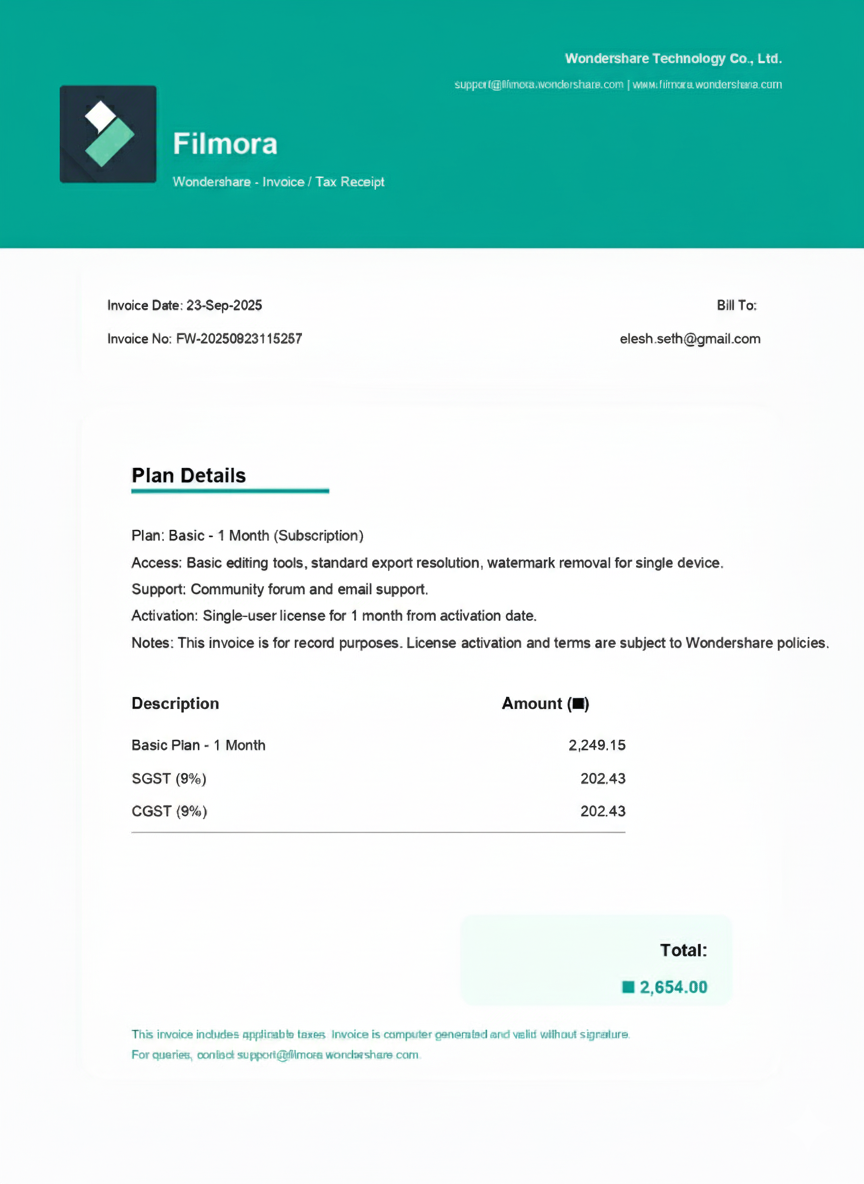 Wondershare Technology Co., Ltd.
support@filmora.wondershare.com | www.filmora.wondershare.com
Filmora
Wondershare - Invoice / Tax Receipt
Invoice Date: 23-Sep-2025
Bill To:
Invoice No: FW-20250823115257
elesh.seth@gmail.com
Plan Details
Plan: Basic - 1 Month (Subscription)
Access: Basic editing tools, standard export resolution, watermark removal for single device.
Support: Community forum and email support.
Activation: Single-user license for 1 month from activation date.
Notes: This invoice is for record purposes. License activation and terms are subject to Wondershare policies.
Description Amount (■)
Basic Plan - 1 Month 2,249.15
SGST (9%) 202.43
CGST (9%) 202.43
Total:
■ 2,654.00
This invoice includes applicable taxes. Invoice is computer generated and valid without signature.
For queries, contact support@filmora.wondershare.com.